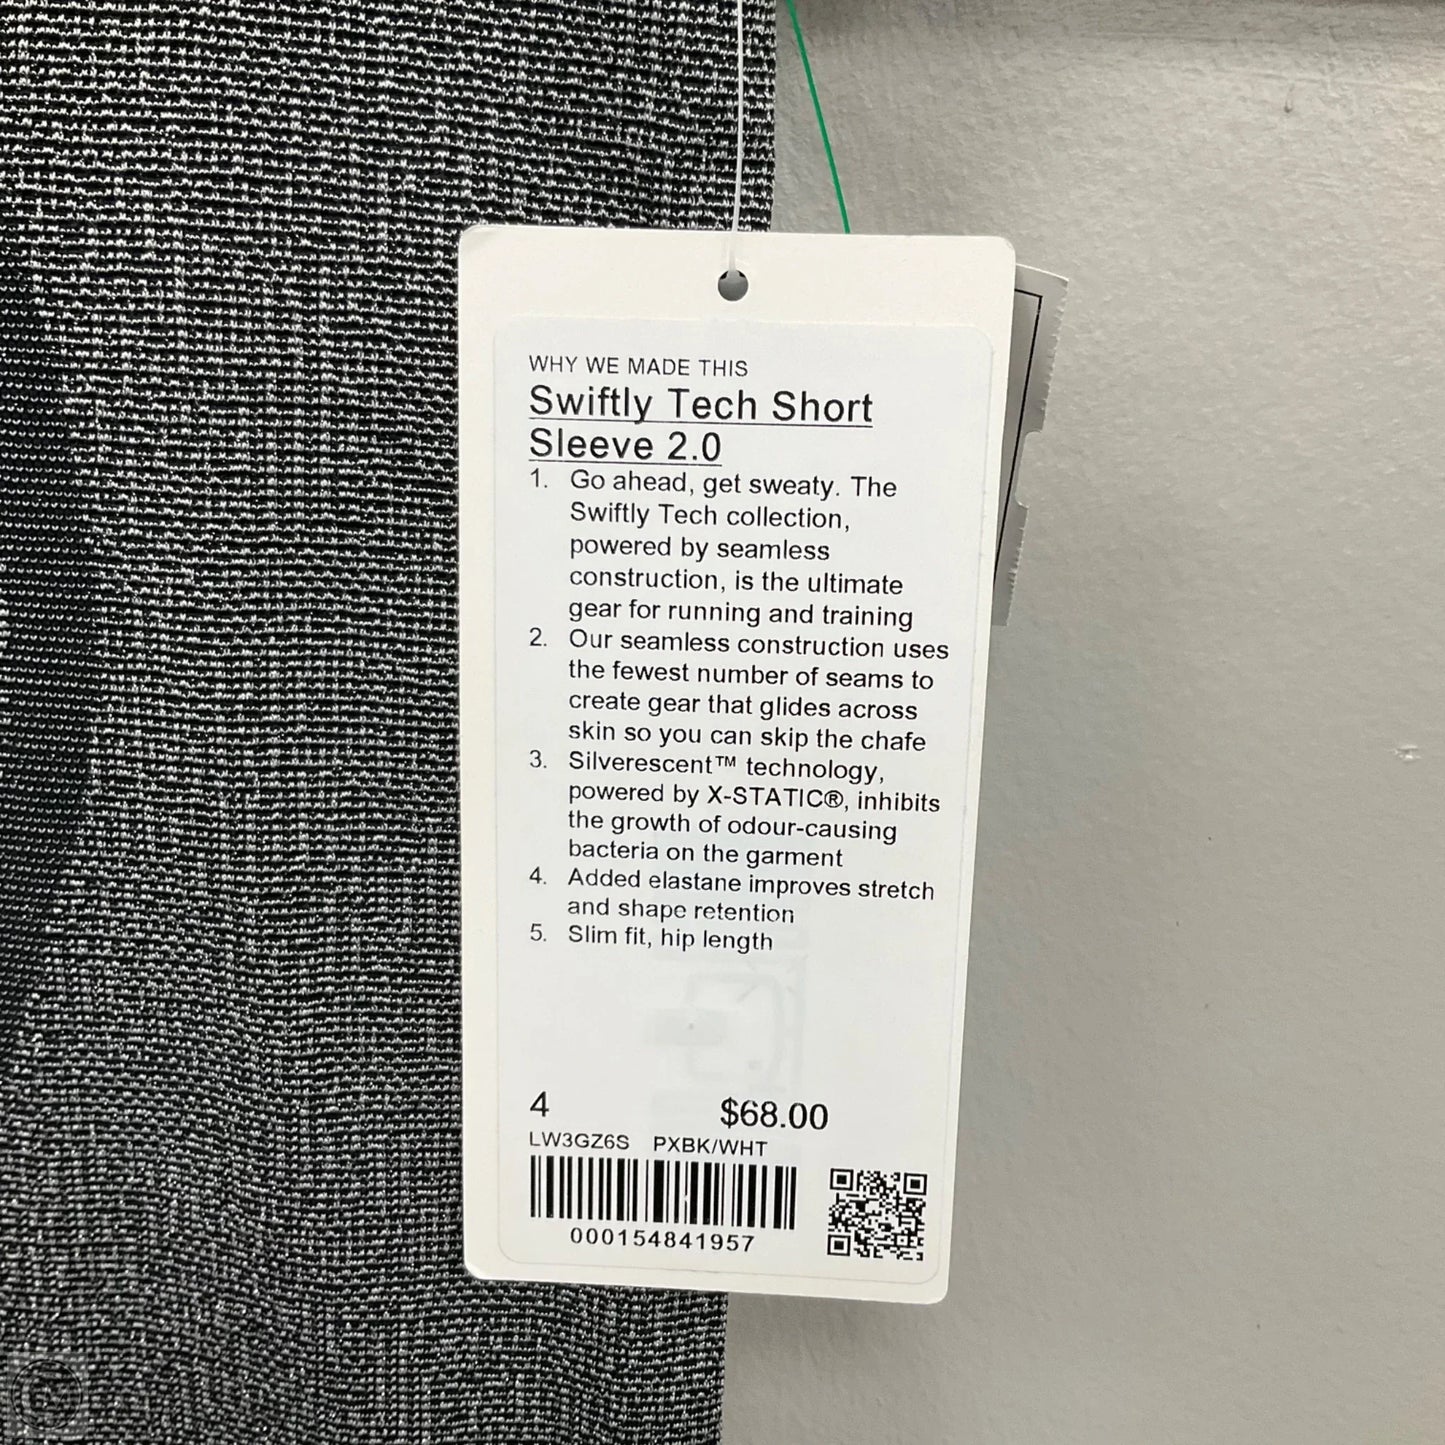 WHY WE MADE THIS
Swiftly Tech Short
Sleeve 2.0
1. Go ahead, get sweaty. The
Swiftly Tech collection,
powered by seamless
construction, is the ultimate
gear for running and training
2. Our seamless construction uses
the fewest number of seams to
create gear that glides across
skin so you can skip the chafe
3. Silverescent™ technology,
powered by X-STATIC®, inhibits
the growth of odour-causing
bacteria on the garment
4. Added elastane improves stretch
and shape retention
5. Slim fit, hip length
4 $68.00
LW3GZ6S PXBK/WHT
000154841957